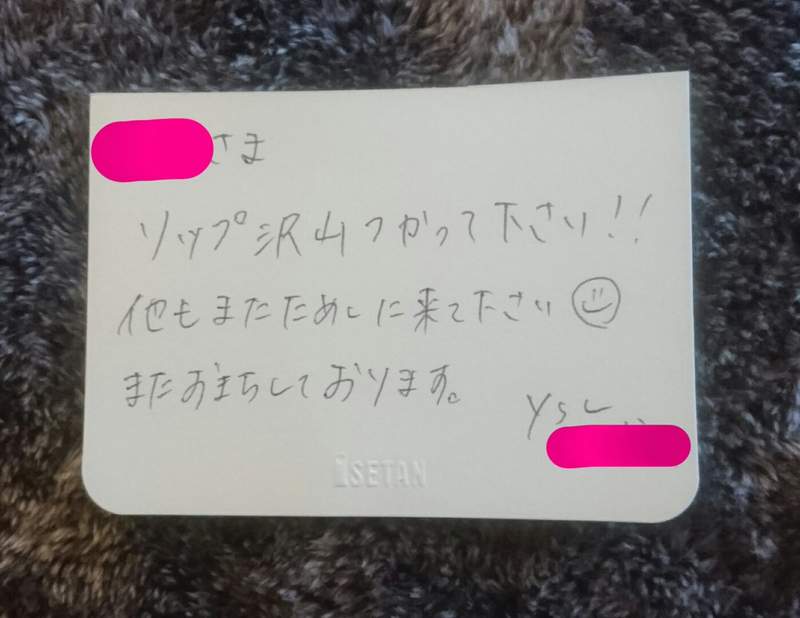 さま
リップ沢山つかって下さい!!
他もまたためしに来て下さい
またおまちしております。
YSL
ISETAN